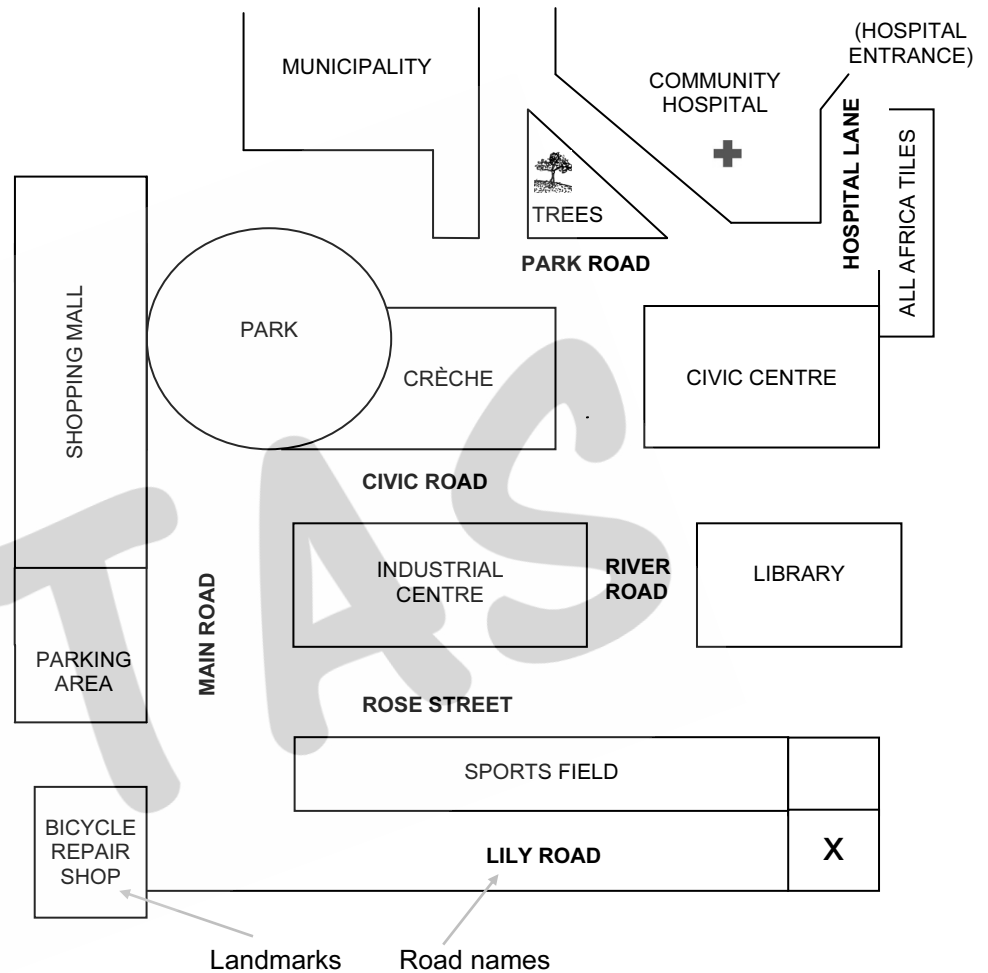 MUNICIPALITY
(HOSPITAL
ENTRANCE)
COMMUNITY
HOSPITAL
HOSPITAL LANE
ALL AFRICA TILES
TREES
PARK ROAD
SHOPPING MALL
PARK
CRÈCHE
CIVIC CENTRE
CIVIC ROAD
INDUSTRIAL
CENTRE
RIVER
ROAD
LIBRARY
MAIN ROAD
PARKING
AREA
ROSE STREET
SPORTS FIELD
BICYCLE
REPAIR
SHOP
LILY ROAD
X
Landmarks
Road names
TAS